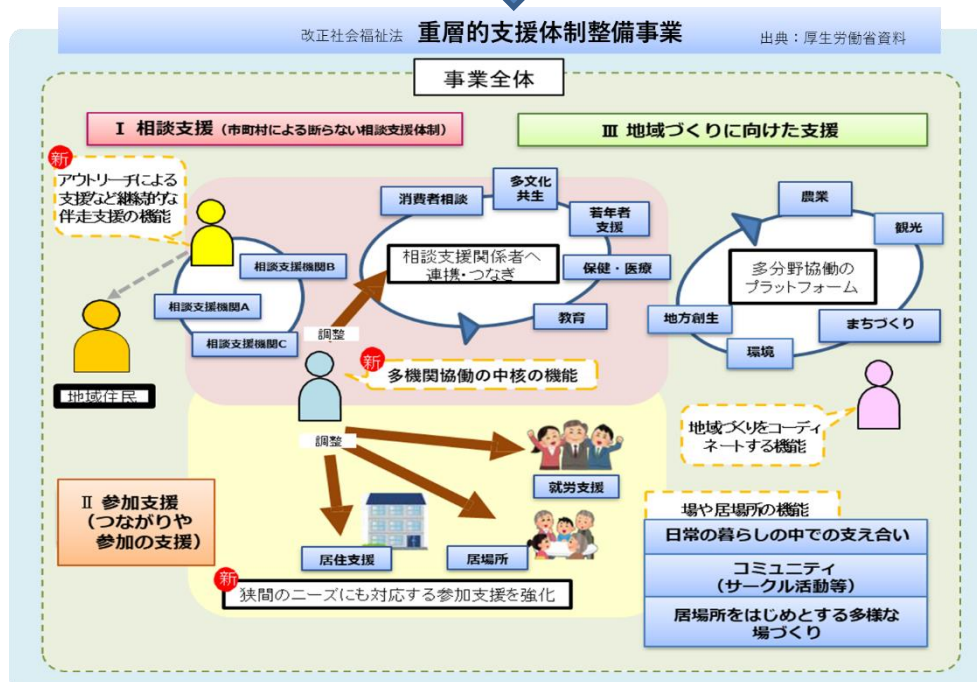 改正社会福祉法 重層的支援体制整備事業 出典：厚生労働省資料
事業全体
Ⅰ 相談支援（市町村による断らない相談支援体制）
Ⅲ 地域づくりに向けた支援
新
アウトリーチによる
支援など継続的な
伴走支援の機能
相談支援機関B
相談支援機関A
相談支援機関C
地域住民
消費者相談
多文化
共生
若年者
支援
保健・医療
教育
相談支援関係者へ
連携・つなぎ
調整
新
多機関協働の中核の機能
農業
観光
まちづくり
環境
地方創生
多分野協働の
プラットフォーム
地域づくりをコーディ
ネートする機能
調整
Ⅱ 参加支援
（つながりや
参加の支援）
就労支援
居住支援
居場所
新
狭間のニーズにも対応する参加支援を強化
場や居場所の機能
日常の暮らしの中での支え合い
コミュニティ
（サークル活動等）
居場所をはじめとする多様な
場づくり